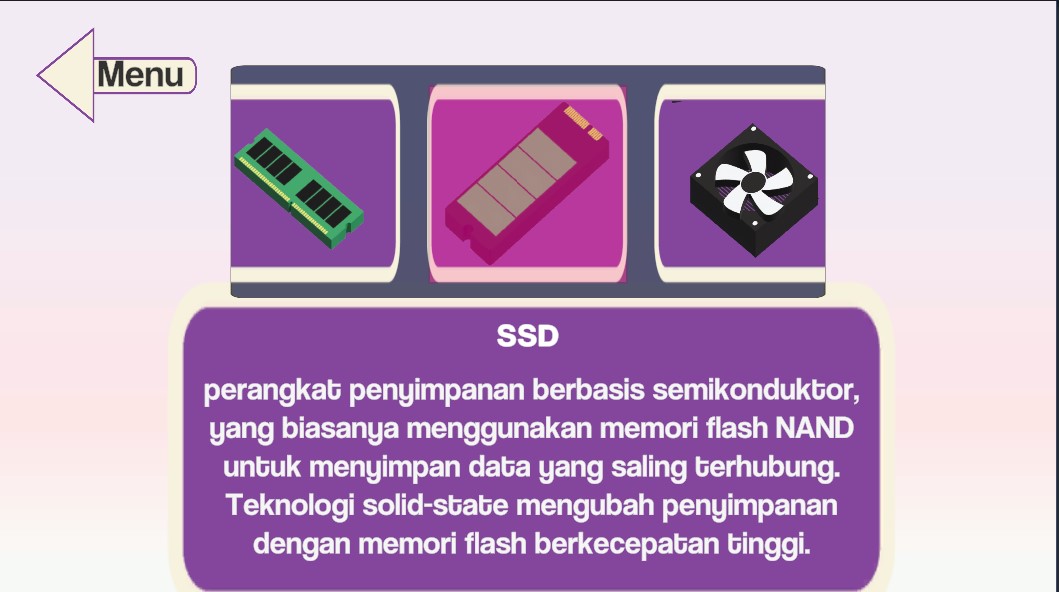 Menu
SSD
perangkat penyimpanan berbasis semikonduktor,
yang biasanya menggunakan memori flash NAND
untuk menyimpan data yang saling terhubung.
Teknologi solid-state mengubah penyimpanan
dengan memori flash berkecepatan tinggi.